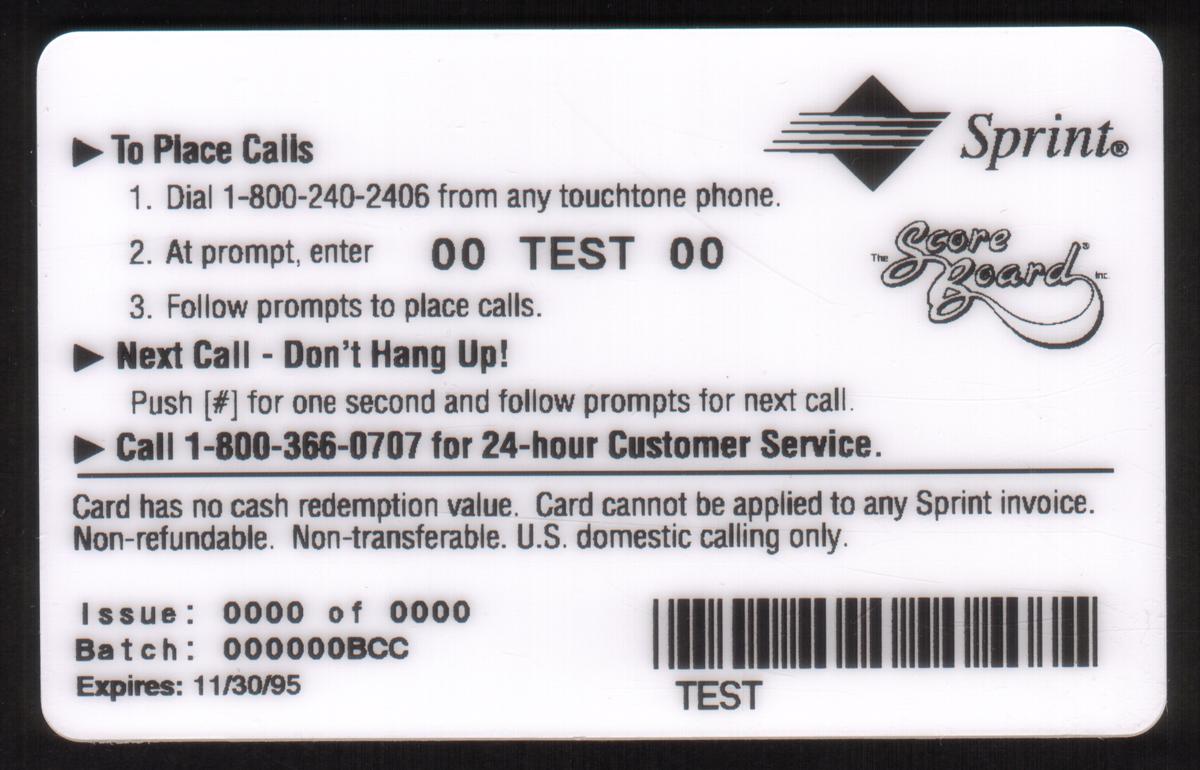 Sprint®
► To Place Calls
1. Dial 1-800-240-2406 from any touchtone phone.
The Score Board® Inc.
2. At prompt, enter 00 TEST 00
3. Follow prompts to place calls.
► Next Call - Don't Hang Up!
Push [#] for one second and follow prompts for next call.
► Call 1-800-366-0707 for 24-hour Customer Service.
Card has no cash redemption value. Card cannot be applied to any Sprint invoice.
Non-refundable. Non-transferable. U.S. domestic calling only.
Issue: 0000 of 0000
Batch: 000000BCC
Expires: 11/30/95
TEST